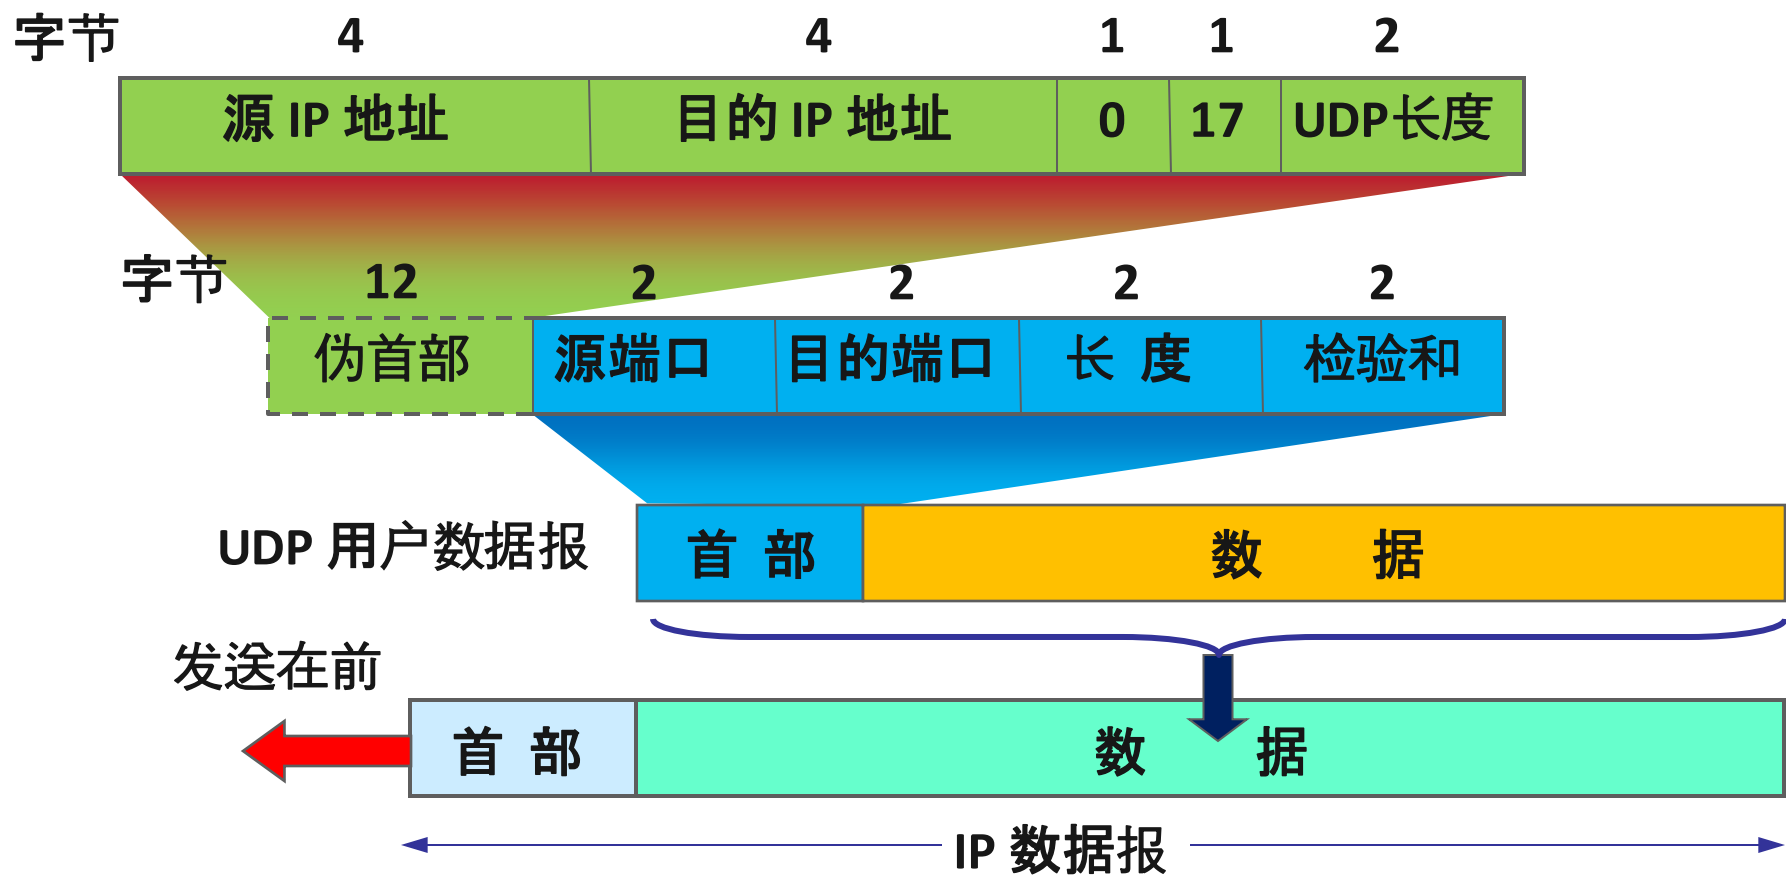 字节 4 4 1 1 2
源 IP 地址 目的 IP 地址 0 17 UDP长度
字节 12 2 2 2 2
伪首部 源端口 目的端口 长 度 检验和
UDP 用户数据报 首 部 数 据
发送在前
首 部 数 据
IP 数据报